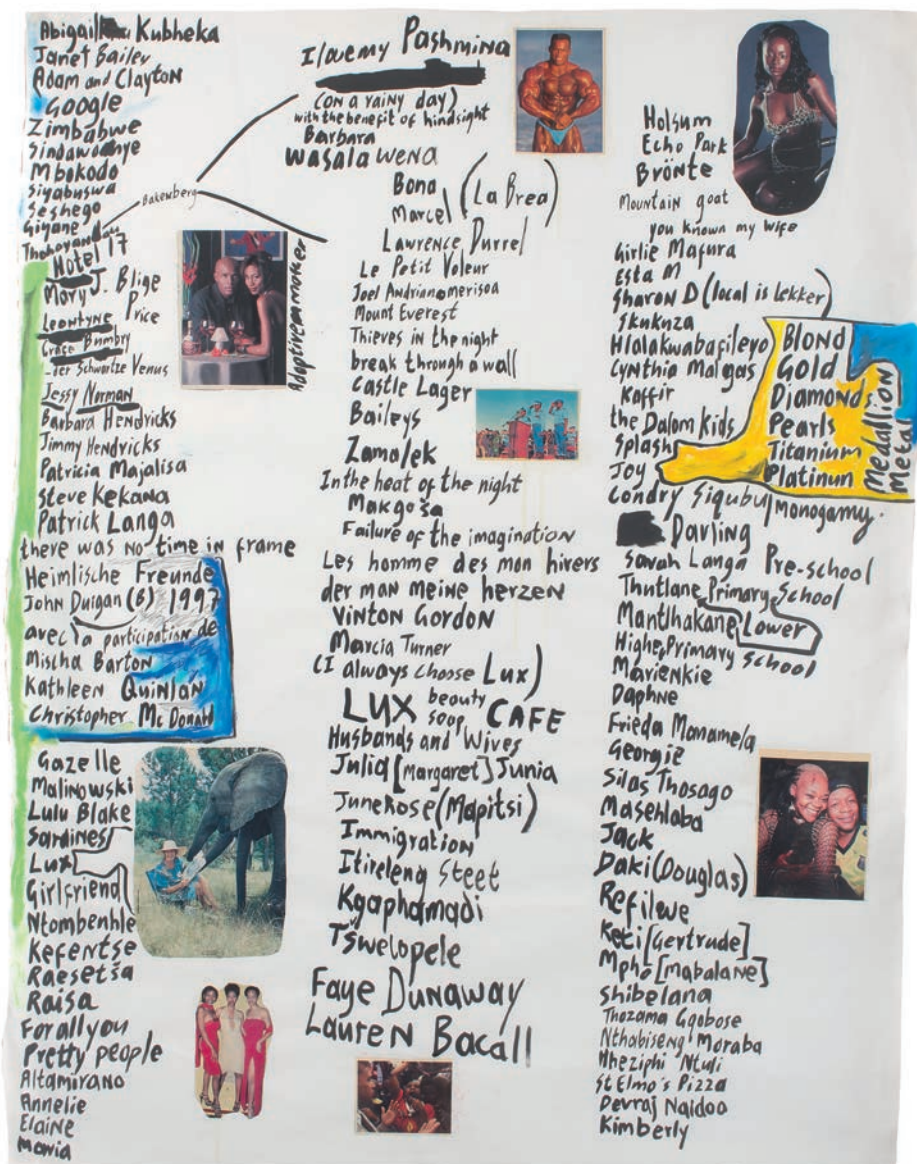 Abigail Kubheka
Janet Bailey
Adam and Clayton
Google
Zimbabwe
Sindawonye
Mbokodo
Siyabuswa
Seshego
Giyane
Thohoyandou
Bakenberg
Hotel 17
Mary J. Blige
Leontyne Price
Grace Bumbry
-der Schwartze Venus
Jessy Norman
Barbara Hendricks
Jimmy Hendricks
Patricia Majalisa
Steve Kekana
Patrick Langa
there was no time in frame
Heimlische Freunde
John Duigan (6) 1997
avec la participation de
Mischa Barton
Kathleen Quinlan
Christopher McDonald
Gazelle
Malinowski
Lulu Blake
Sardines
Lux
Girlfriend
Ntombenhle
Kefentse
Raesetša
Raisa
For all you
Pretty people
Altamirano
Annelie
Elaine
Maria
I love my Pashmina
(on a rainy day)
with the benefit of hindsight
Barbara
wasala wena
Bona
Marcel (La Brea)
Lawrence Durrel
Le Petit Voleur
Joel Andrianomerisoa
Mount Everest
Thieves in the night
break through a wall
Castle Lager
Baileys
Zamalek
In the heat of the night
Makgoša
Failure of the imagination
Les homme des mon hivers
der man meine herzen
Vinton Gordon
Marcia Turner
(I always choose Lux)
LUX beauty soap CAFE
Husbands and Wives
Julia [Margaret] Junia
June Rose (Mapitsi)
Immigration
Itireleng Steet
Kgaphamadi
Tšwelopele
Faye Dunaway
Lauren Bacall
Adoptive mother
Holsum
Echo Park
Brönte
Mountain goat
you known my wife
Girlie Mafura
Esta M
Sharon D (local is lekker)
Skukuza
Hlalakwabafileyo
Cynthia Malgas
Kaffir
the Dalom Kids
Splash
Joy
Condry Siqubu
Monogamy.
Blond
Gold
Diamonds
Pearls
Titanium
Platinum
Medallion
Metal
Darling
Sarah Langa Pre-school
Thutlane Primary School
Mantlhakane Lower
Higher Primary School
Marienkie
Daphne
Frieda Mamamela
Georgie
Silas Thosago
Masehlaba
Jack
Daki (Douglas)
Refilwe
Keti [Gertrude]
Mpho [mabalane]
Shibelana
Thozama Gqobose
Nthabiseng Moraba
Nheziphi Ntuli
St Elmo's Pizza
Devraj Naidoo
Kimberly